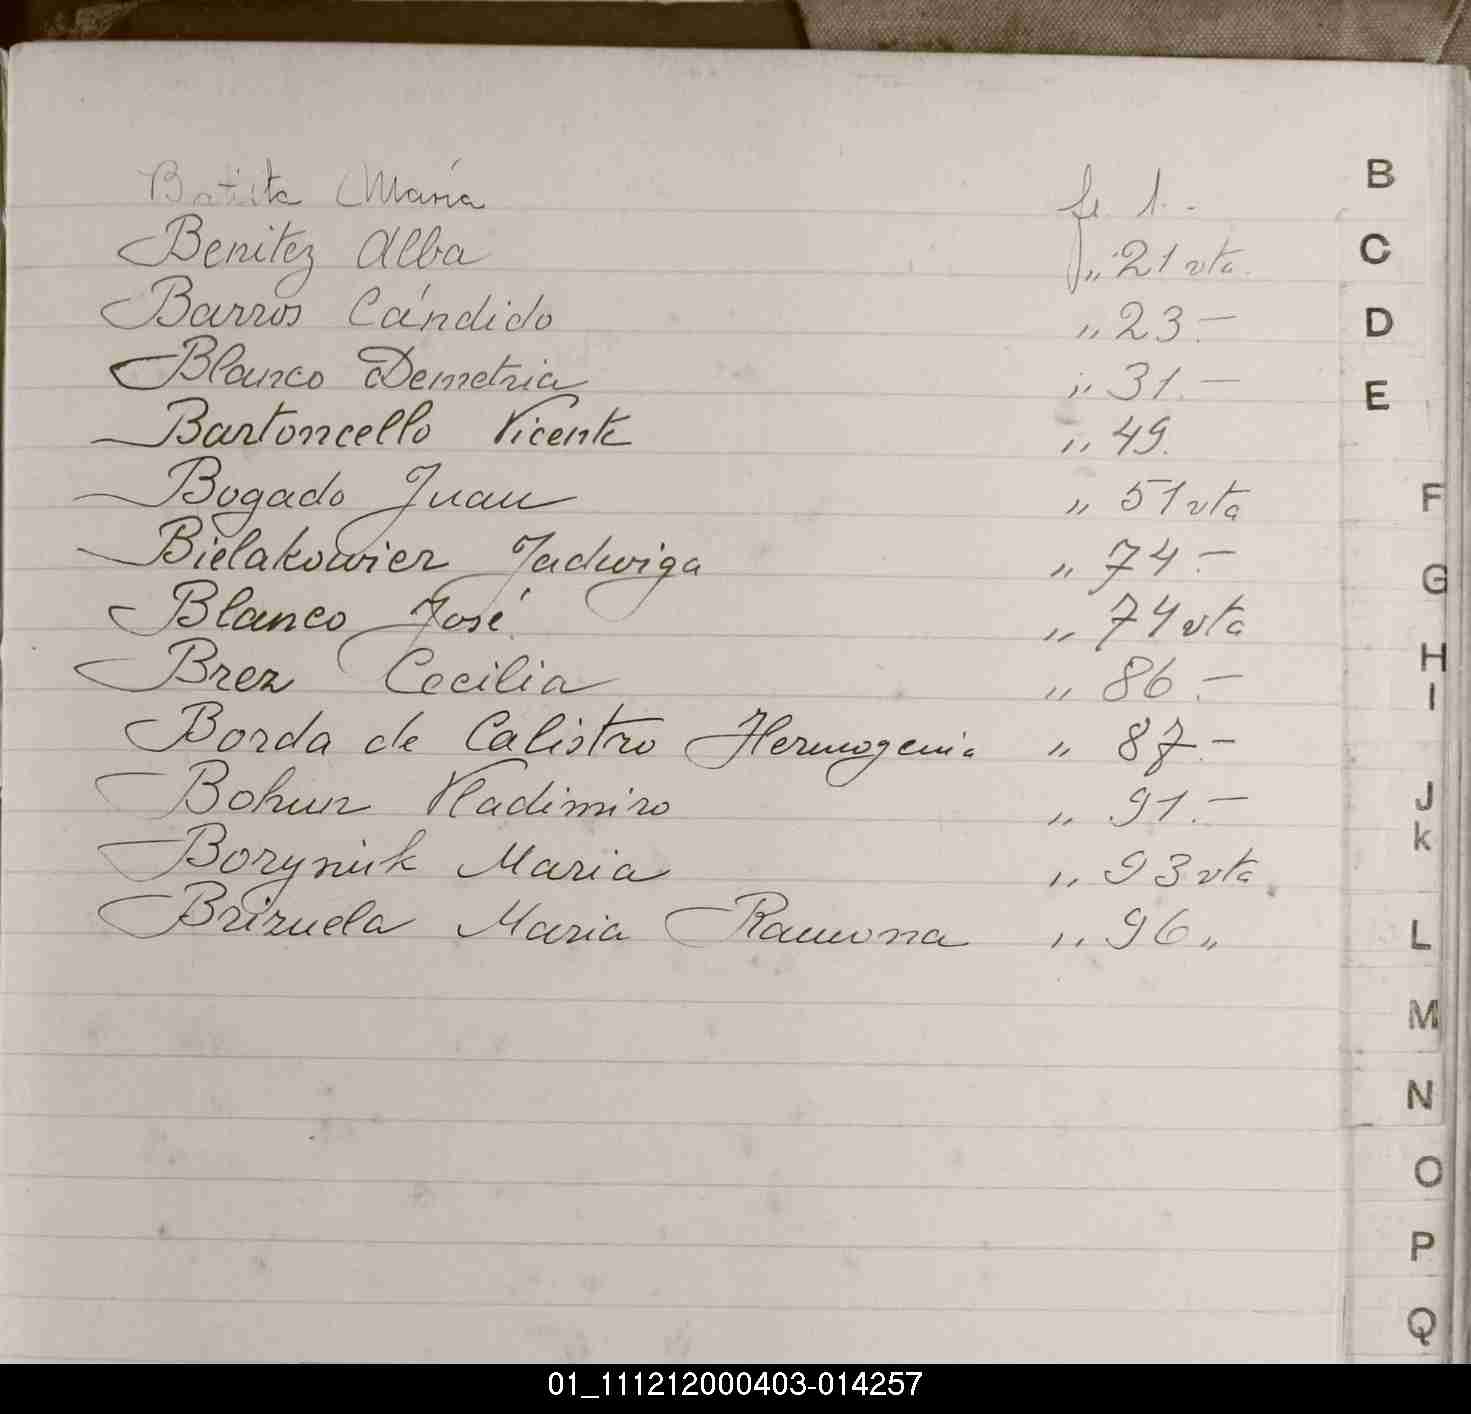 Batista María fs. 1.-
Benitez Alba „ 21 vta.
Barros Cándido „ 23.-
Blanco Demetria „ 31.-
Bartoncello Vicente „ 49.
Bogado Juan „ 51 vta
Bielakowiez Jadwiga „ 74.-
Blanco José „ 74 vta
Brez Cecilia „ 86.-
Borda de Calistro Hermogenia „ 87.-
Bohun Vladimiro „ 91.-
Boryniuk Maria „ 93 vta.
Brizuela Maria Ramona „ 96„
B
C
D
E
F
G
H
I
J
K
L
M
N
O
P
Q
01_111212000403-014257